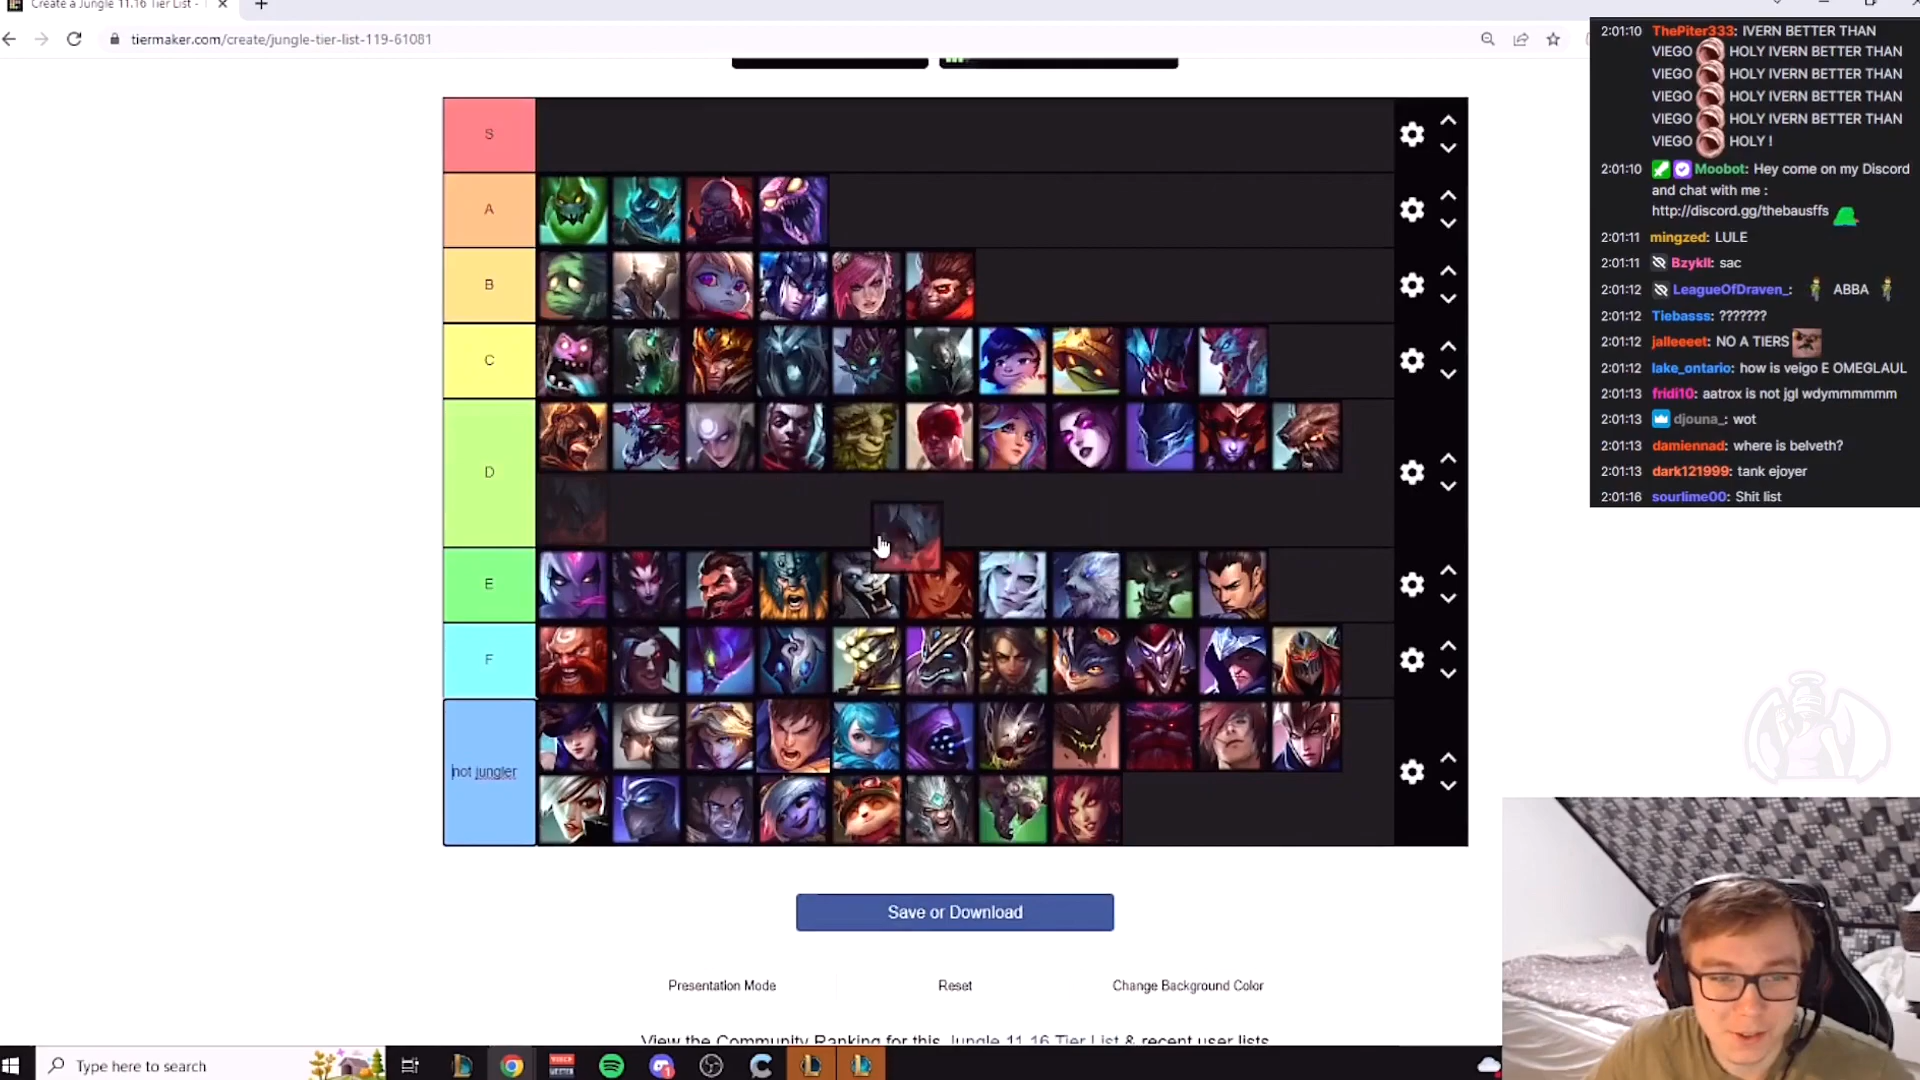 Create a Jungle 11.16 Tier List -
tiermaker.com/create/jungle-tier-list-119-61081
S
A
B
C
D
E
F
not jungler
Save or Download
Presentation Mode
Reset
Change Background Color
View the Community Ranking for this Jungle 11.16 Tier List & recent user lists
2:01:10 ThePiter333: IVERN BETTER THAN
VIEGO HOLY IVERN BETTER THAN
VIEGO HOLY IVERN BETTER THAN
VIEGO HOLY IVERN BETTER THAN
VIEGO HOLY IVERN BETTER THAN
VIEGO HOLY !
2:01:10 Moobot: Hey come on my Discord
and chat with me :
http://discord.gg/thebausffs
2:01:11 mingzed: LULE
2:01:11 Bzykll: sac
2:01:12 LeagueOfDraven_: ABBA
2:01:12 Tiebasss: ???????
2:01:12 jalleeeet: NO A TIERS
2:01:12 lake_ontario: how is veigo E OMEGLAUL
2:01:13 fridi10: aatrox is not jgl wdymmmmmm
2:01:13 djouna_: wot
2:01:13 damiennad: where is belveth?
2:01:13 dark121999: tank ejoyer
2:01:16 sourlime00: Shit list
Type here to search